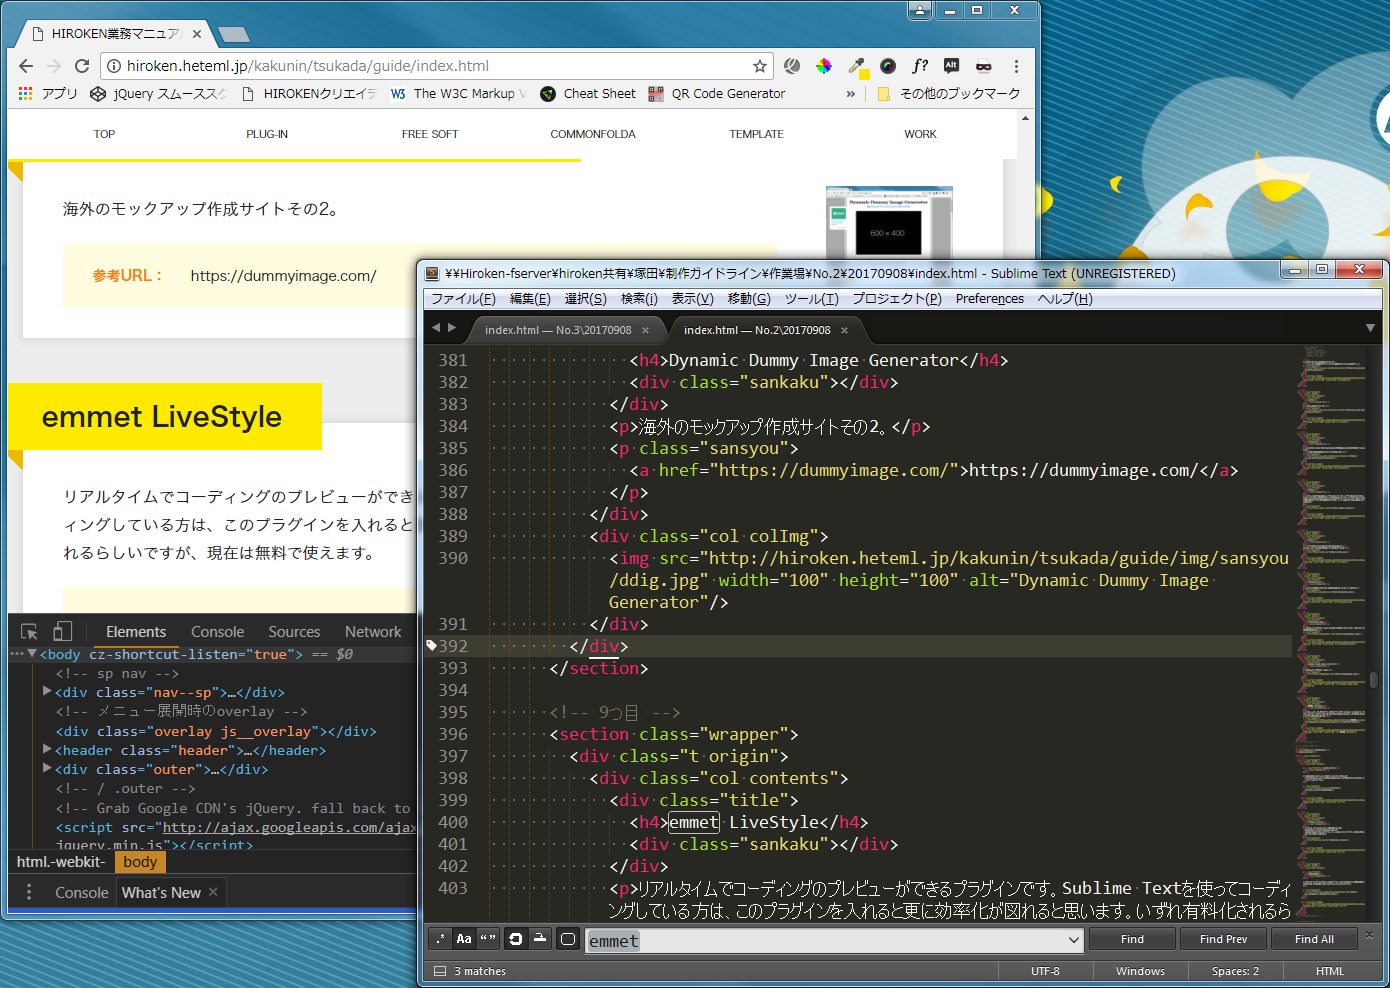 HIROKEN業務マニュア
hiroken.heteml.jp/kakunin/tsukada/guide/index.html
f?
Alt
アプリ
jQuery スムーススク
HIROKENクリエイテ
W3
The W3C Markup V
Cheat Sheet
QR Code Generator
»
その他のブックマーク
TOP
PLUG-IN
FREE SOFT
COMMONFOLDA
TEMPLATE
WORK
海外のモックアップ作成サイトその2。
Dynamic Dummy Image Generator
600 × 400
参考URL：
https://dummyimage.com/
emmet LiveStyle
リアルタイムでコーディングのプレビューができ
ィングしている方は、このプラグインを入れると
れるらしいですが、現在は無料で使えます。
Elements
Console
Sources
Network
<body cz-shortcut-listen="true"> == $0
<!-- sp nav -->
<div class="nav--sp">…</div>
<!-- メニュー展開時のoverlay -->
<div class="overlay js__overlay"></div>
<header class="header">…</header>
<div class="outer">…</div>
<!-- / .outer -->
<!-- Grab Google CDN's jQuery. fall back to
<script src="http://ajax.googleapis.com/ajax
jquery.min.js"></script>
html.-webkit-
body
Console
What's New
¥¥Hiroken-fserver¥hiroken共有¥塚田¥制作ガイドライン¥作業場¥No.2¥20170908¥index.html - Sublime Text (UNREGISTERED)
ファイル(F)
編集(E)
選択(S)
検索(i)
表示(V)
移動(G)
ツール(T)
プロジェクト(P)
Preferences
ヘルプ(H)
index.html — No.3\20170908
index.html — No.2\20170908
381 <h4>Dynamic Dummy Image Generator</h4>
382 <div class="sankaku"></div>
383 </div>
384 <p>海外のモックアップ作成サイトその2。</p>
385 <p class="sansyou">
386 <a href="https://dummyimage.com/">https://dummyimage.com/</a>
387 </p>
388 </div>
389 <div class="col colImg">
390 <img src="http://hiroken.heteml.jp/kakunin/tsukada/guide/img/sansyou
/ddig.jpg" width="100" height="100" alt="Dynamic Dummy Image
Generator"/>
391 </div>
392 </div>
393 </section>
394
395 <!-- 9つ目 -->
396 <section class="wrapper">
397 <div class="t origin">
398 <div class="col contents">
399 <div class="title">
400 <h4>emmet LiveStyle</h4>
401 <div class="sankaku"></div>
402 </div>
403 <p>リアルタイムでコーディングのプレビューができるプラグインです。Sublime Textを使ってコーディ
ングしている方は、このプラグインを入れると更に効率化が図れると思います。いずれ有料化されるら
.*
Aa
“”
emmet
Find
Find Prev
Find All
3 matches
UTF-8
Windows
Spaces: 2
HTML